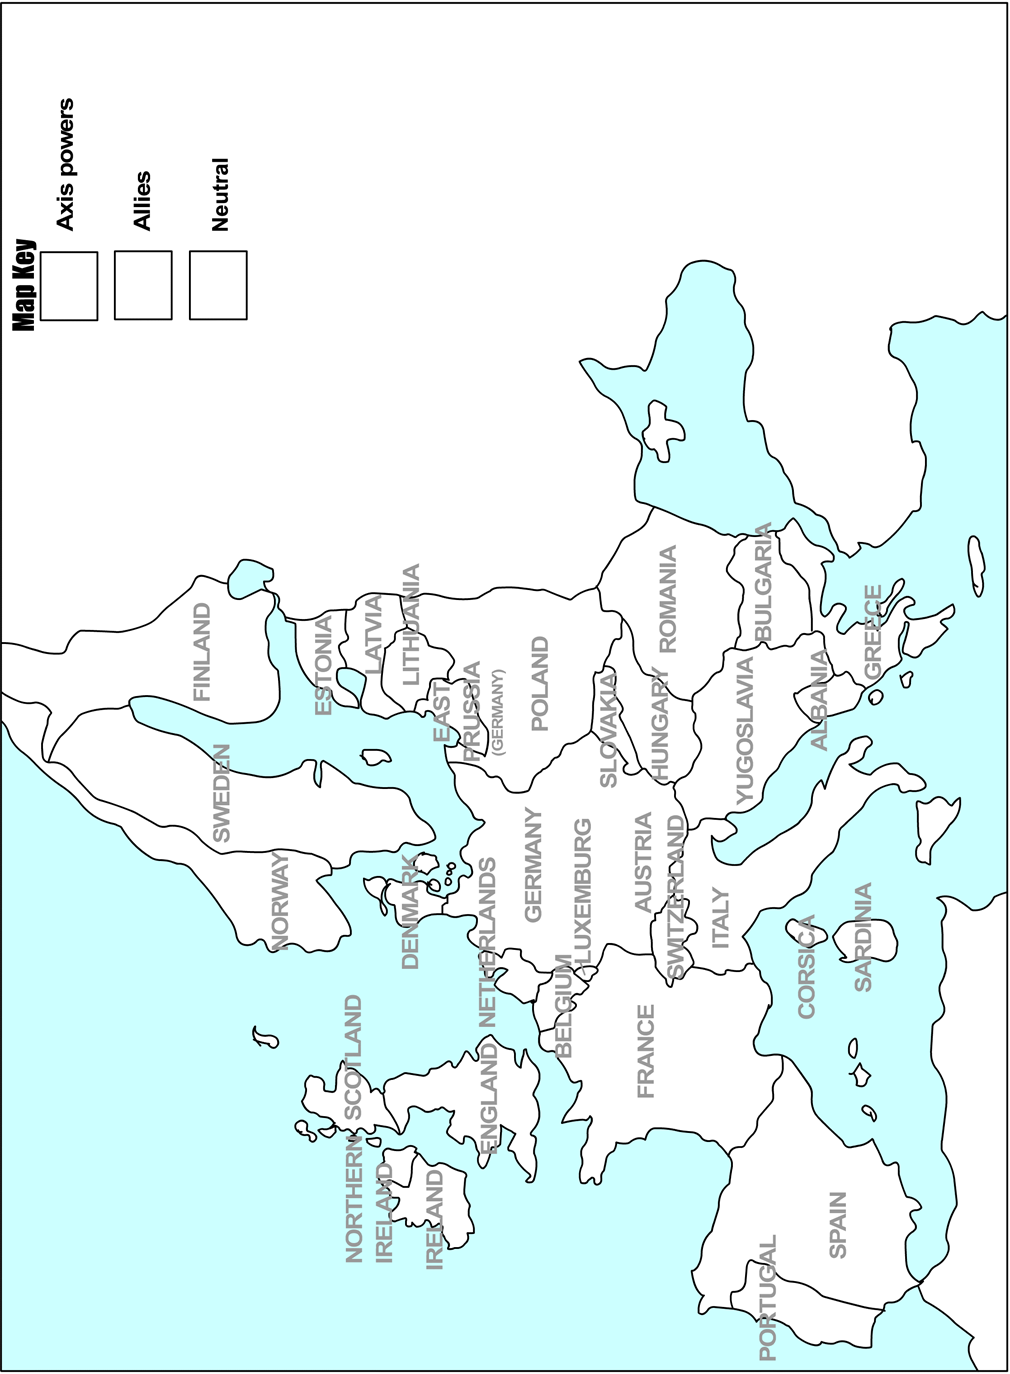 Map Key
Axis powers
Allies
Neutral
FINLAND
SWEDEN
NORWAY
ESTONIA
LATVIA
LITHUANIA
EAST
PRUSSIA
(GERMANY)
DENMARK
SCOTLAND
NORTHERN
IRELAND
IRELAND
ENGLAND
NETHERLANDS
BELGIUM
LUXEMBURG
GERMANY
POLAND
SLOVAKIA
HUNGARY
ROMANIA
AUSTRIA
SWITZERLAND
FRANCE
ITALY
YUGOSLAVIA
BULGARIA
ALBANIA
GREECE
CORSICA
SARDINIA
SPAIN
PORTUGAL